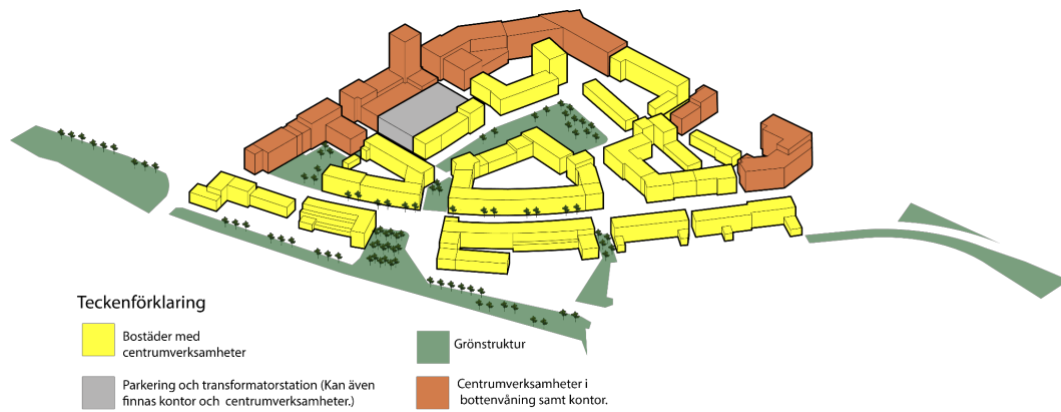 Teckenförklaring
Bostäder med
centrumverksamheter
Parkering och transformatorstation (Kan även
finnas kontor och centrumverksamheter.)
Grönstruktur
Centrumverksamheter i
bottenvåning samt kontor.